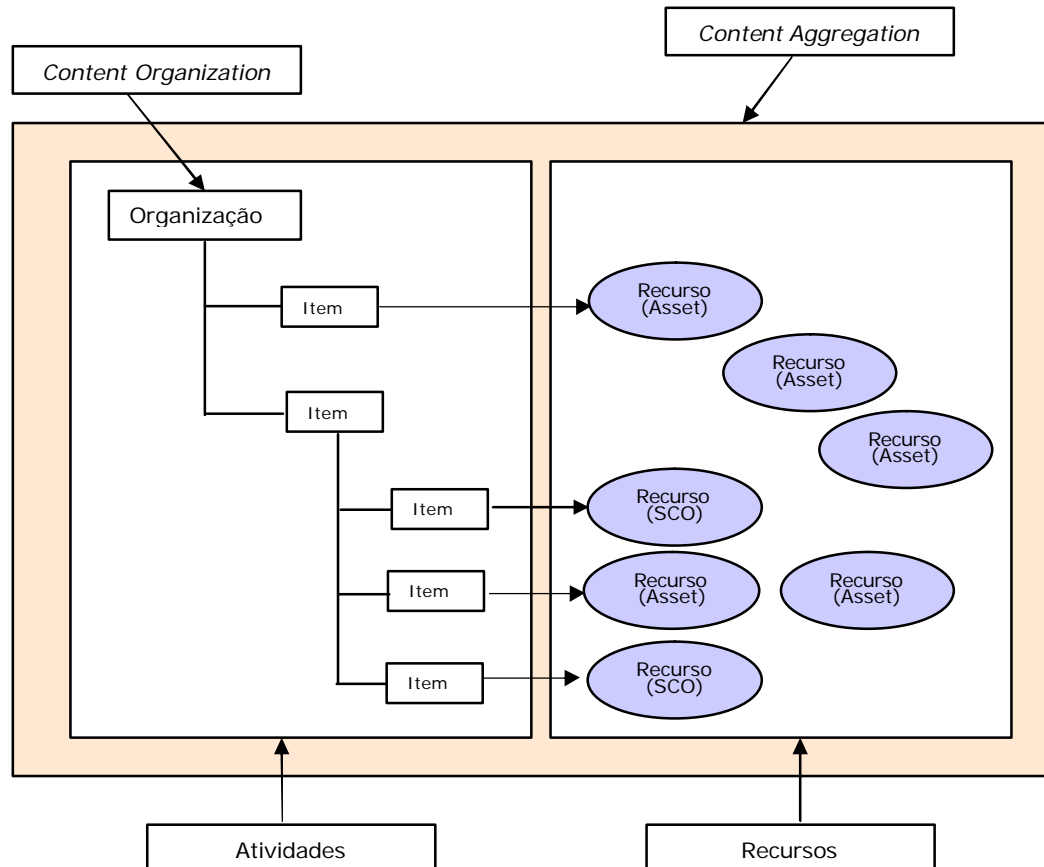 Content Aggregation
Content Organization
Organização
Item
Recurso
(Asset)
Recurso
(Asset)
Item
Recurso
(Asset)
Item
Recurso
(SCO)
Item
Recurso
(Asset)
Recurso
(Asset)
Item
Recurso
(SCO)
Atividades
Recursos